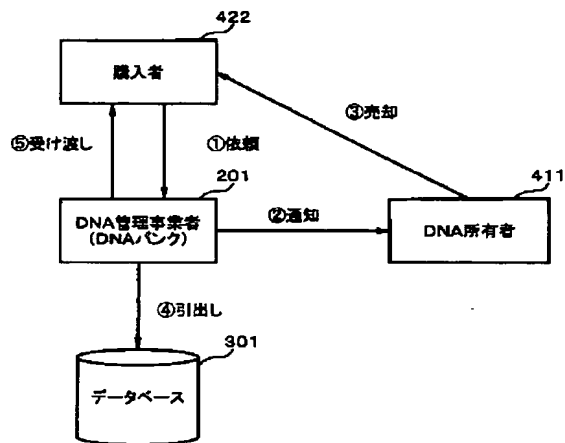 422
購入者
③売却
⑤受け渡し
①依頼
201
411
DNA管理事業者
(DNAバンク)
②通知
DNA所有者
④引出し
301
データベース